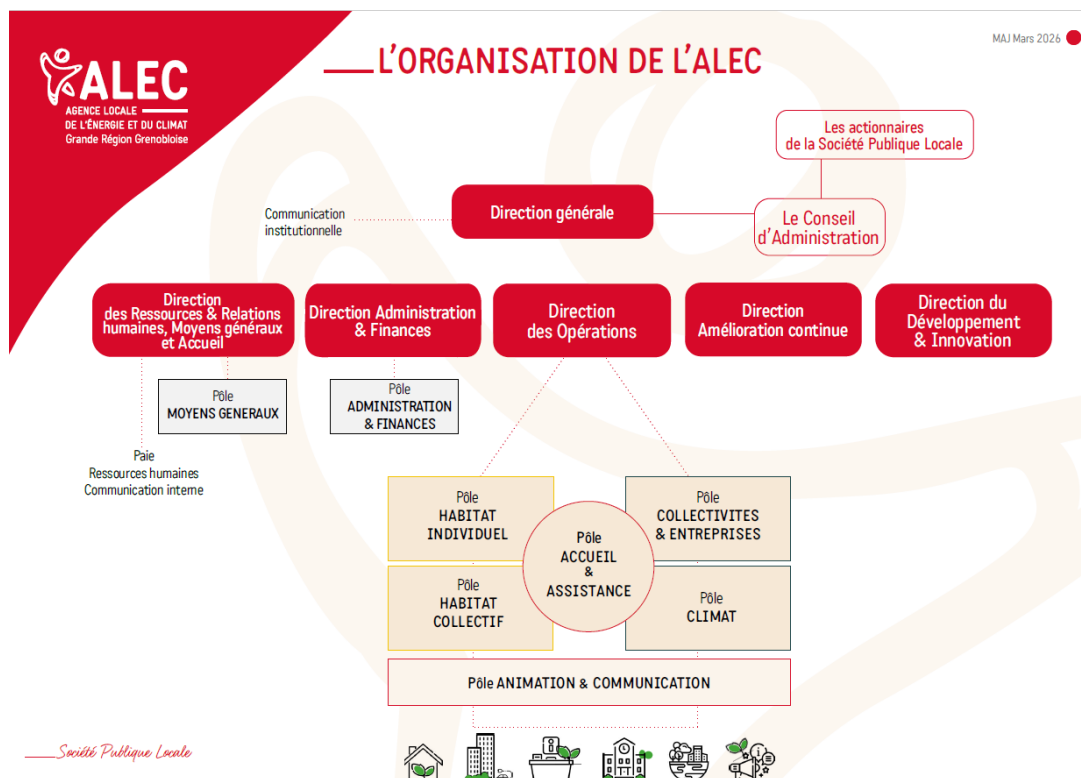 MAJ Mars 2026
ALEC
AGENCE LOCALE
DE L'ÉNERGIE ET DU CLIMAT
Grande Région Grenobloise
L'ORGANISATION DE L'ALEC
Les actionnaires
de la Société Publique Locale
Communication
institutionnelle
Direction générale
Le Conseil
d'Administration
Direction
des Ressources & Relations
humaines, Moyens généraux
et Accueil
Direction Administration
& Finances
Direction
des Opérations
Direction
Amélioration continue
Direction du
Développement
& Innovation
Pôle
MOYENS GENERAUX
Pôle
ADMINISTRATION
& FINANCES
Paie
Ressources humaines
Communication interne
Pôle
HABITAT
INDIVIDUEL
Pôle
COLLECTIVITES
& ENTREPRISES
Pôle
ACCUEIL
&
ASSISTANCE
Pôle
HABITAT
COLLECTIF
Pôle
CLIMAT
Pôle ANIMATION & COMMUNICATION
Société Publique Locale